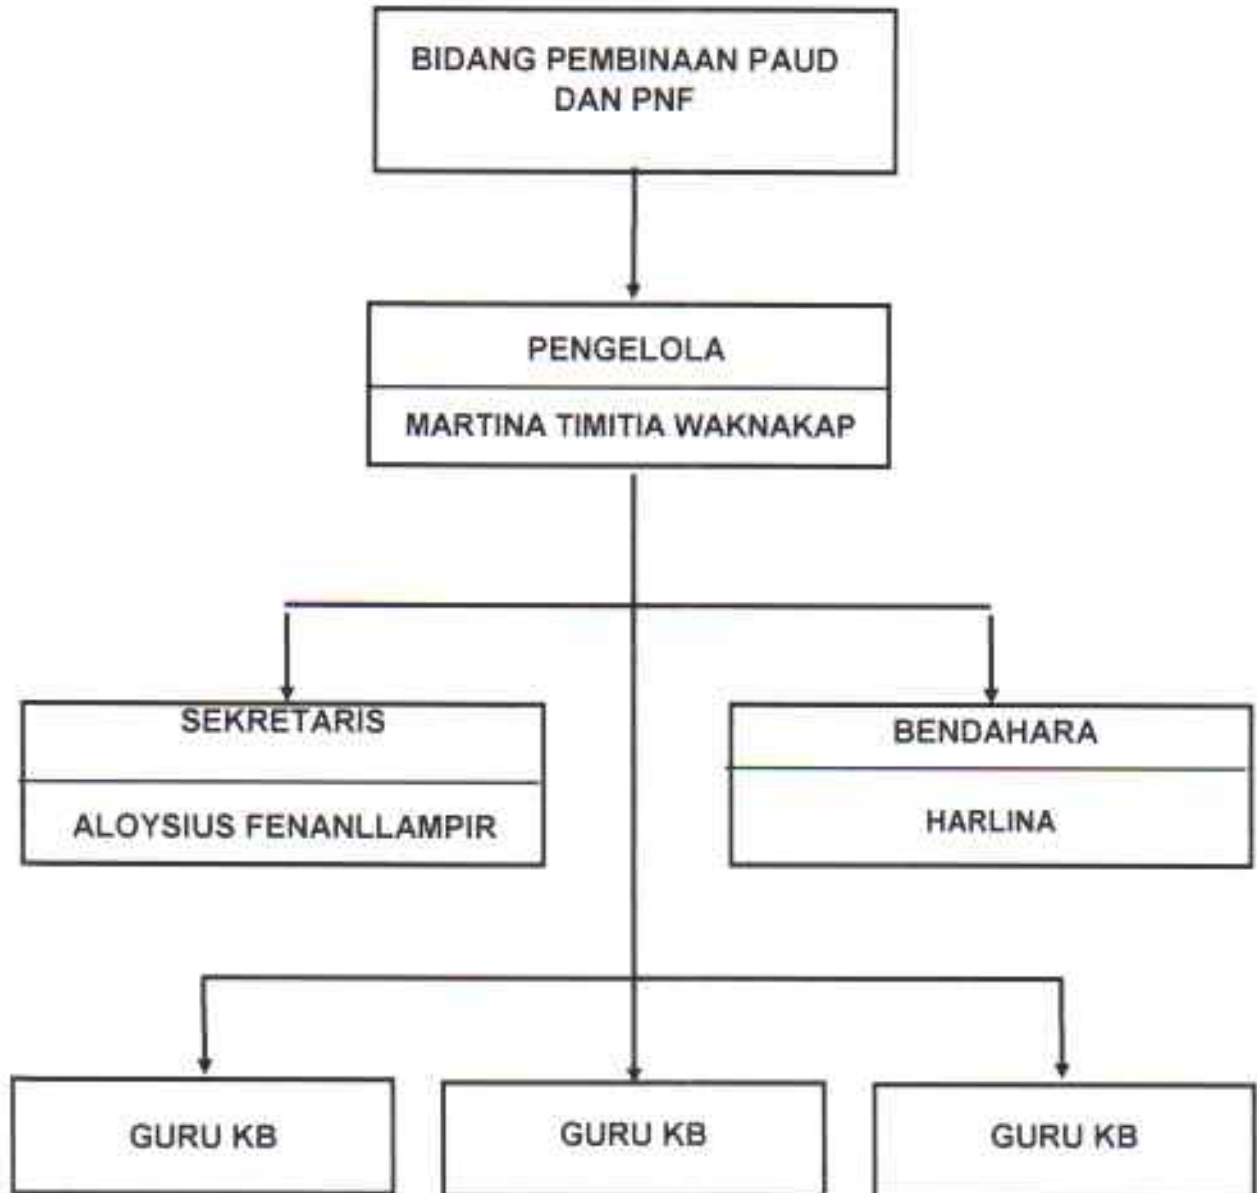 BIDANG PEMBINAAN PAUD
DAN PNF
PENGELOLA
MARTINA TIMITIA WAKNAKAP
SEKRETARIS
ALOYSIUS FENANLLAMPIR
BENDAHARA
HARLINA
GURU KB
GURU KB
GURU KB